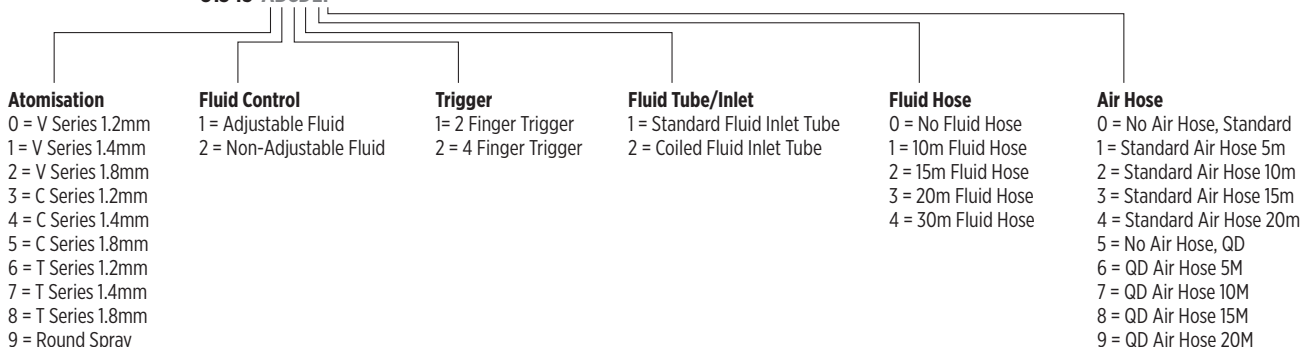 Atomisation
0 = V Series 1.2mm
1 = V Series 1.4mm
2 = V Series 1.8mm
3 = C Series 1.2mm
4 = C Series 1.4mm
5 = C Series 1.8mm
6 = T Series 1.2mm
7 = T Series 1.4mm
8 = T Series 1.8mm
9 = Round Spray
Fluid Control
1 = Adjustable Fluid
2 = Non-Adjustable Fluid
Trigger
1= 2 Finger Trigger
2 = 4 Finger Trigger
Fluid Tube/Inlet
1 = Standard Fluid Inlet Tube
2 = Coiled Fluid Inlet Tube
Fluid Hose
0 = No Fluid Hose
1 = 10m Fluid Hose
2 = 15m Fluid Hose
3 = 20m Fluid Hose
4 = 30m Fluid Hose
Air Hose
0 = No Air Hose, Standard
1 = Standard Air Hose 5m
2 = Standard Air Hose 10m
3 = Standard Air Hose 15m
4 = Standard Air Hose 20m
5 = No Air Hose, QD
6 = QD Air Hose 5M
7 = QD Air Hose 10M
8 = QD Air Hose 15M
9 = QD Air Hose 20M